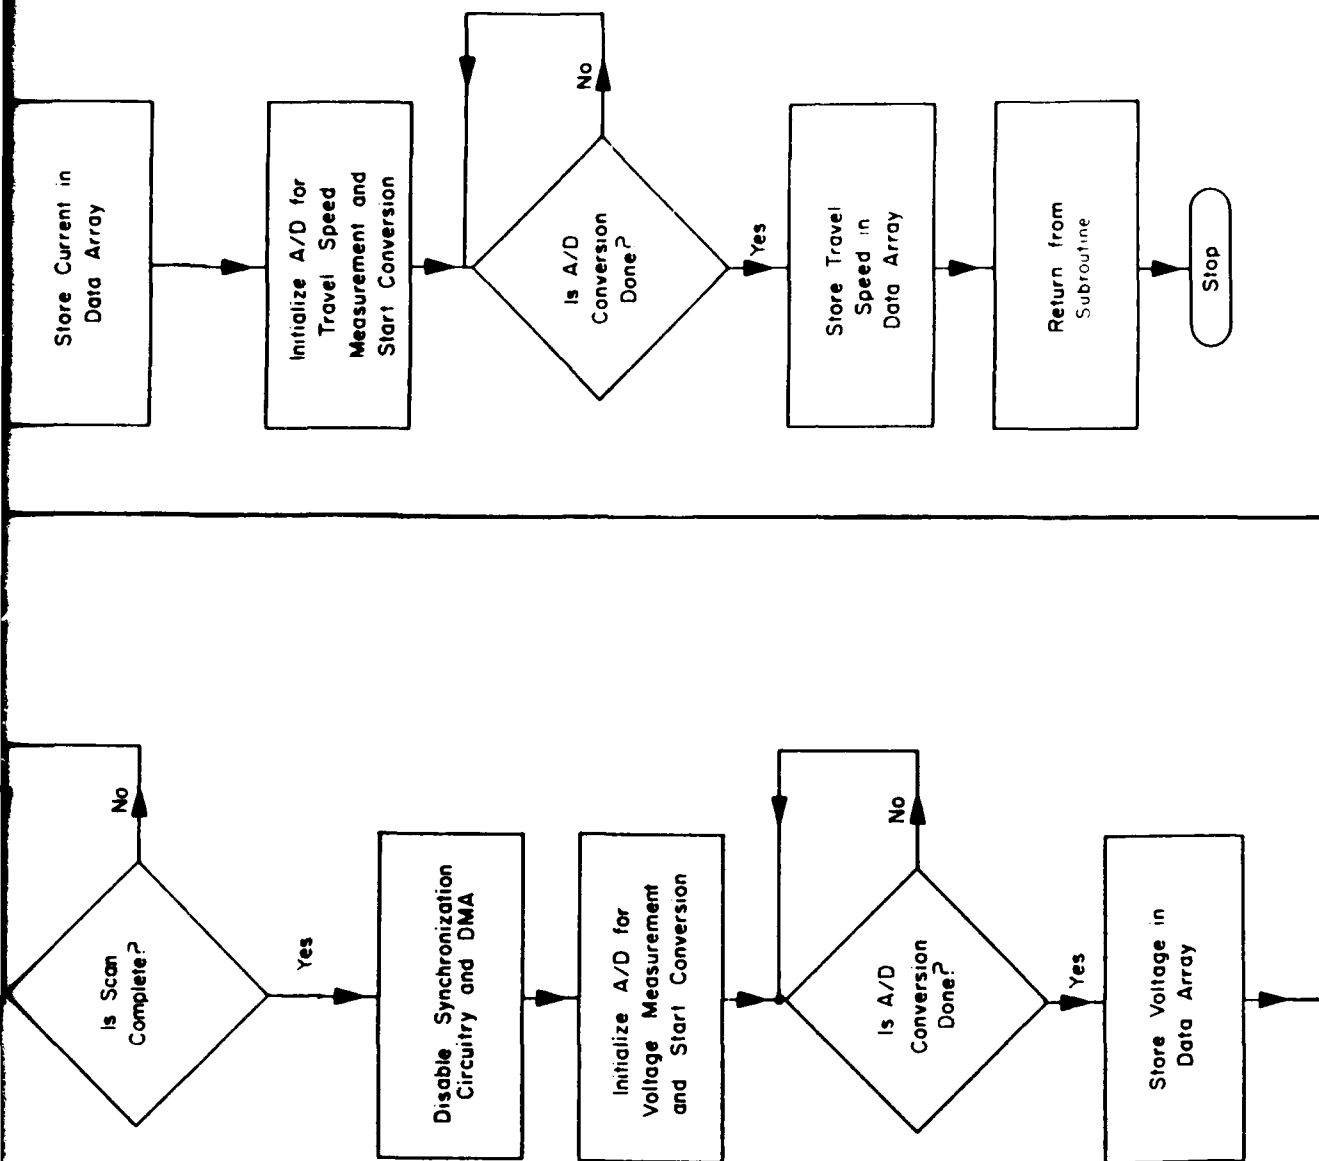 Is Scan
Complete?
No
Yes
Disable Synchronization
Circuitry and DMA
Initialize A/D for
Voltage Measurement
and Start Conversion
Is A/D
Conversion
Done?
No
Yes
Store Voltage in
Data Array
Store Current in
Data Array
Initialize A/D for
Travel Speed
Measurement and
Start Conversion
Is A/D
Conversion
Done?
No
Yes
Store Travel
Speed in
Data Array
Return from
Subroutine
Stop